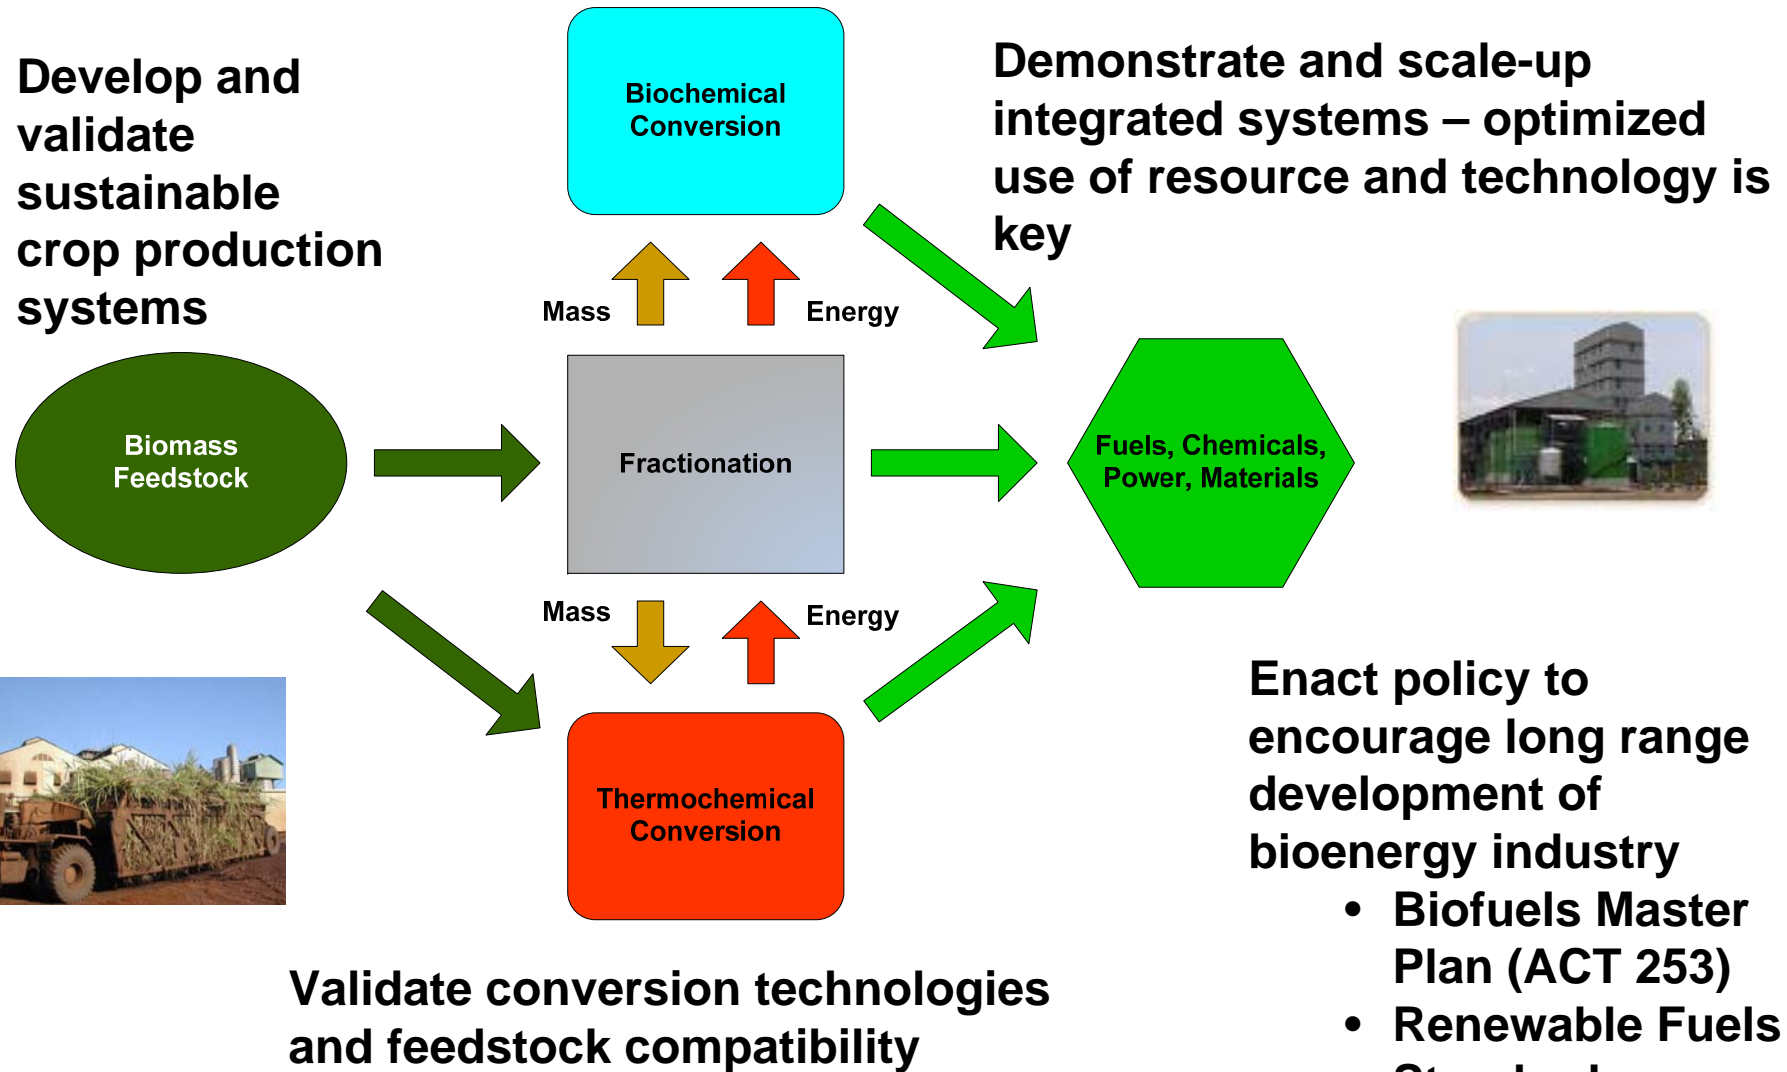 Develop and
validate
sustainable
crop production
systems
Biochemical
Conversion
Demonstrate and scale-up
integrated systems – optimized
use of resource and technology is
key
Mass
Energy
Biomass
Feedstock
Fractionation
Fuels, Chemicals,
Power, Materials
Mass
Energy
Thermochemical
Conversion
Enact policy to
encourage long range
development of
bioenergy industry
• Biofuels Master
Plan (ACT 253)
• Renewable Fuels
Validate conversion technologies
and feedstock compatibility